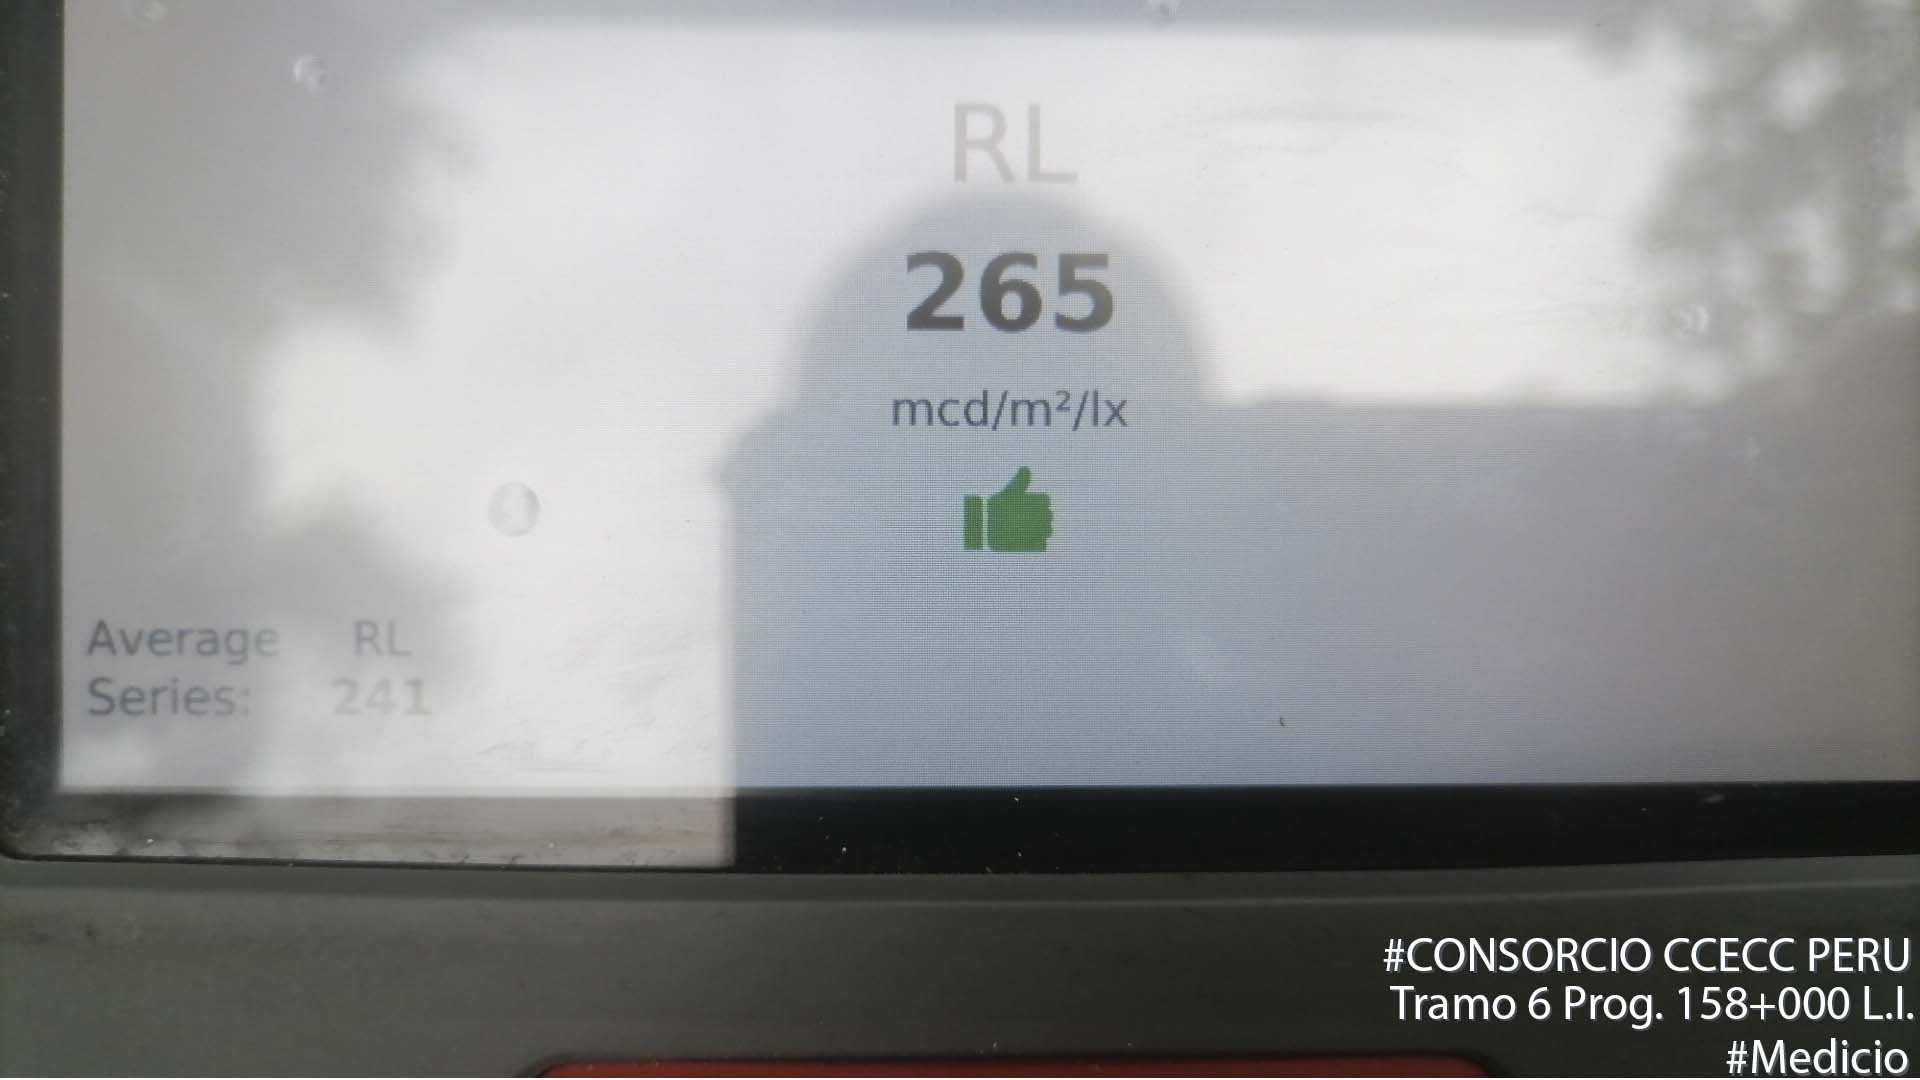 RL
265
mcd/m²/lx
Average RL
Series: 241
#CONSORCIO CCECC PERU
Tramo 6 Prog. 158+000 L.I.
#Medicio